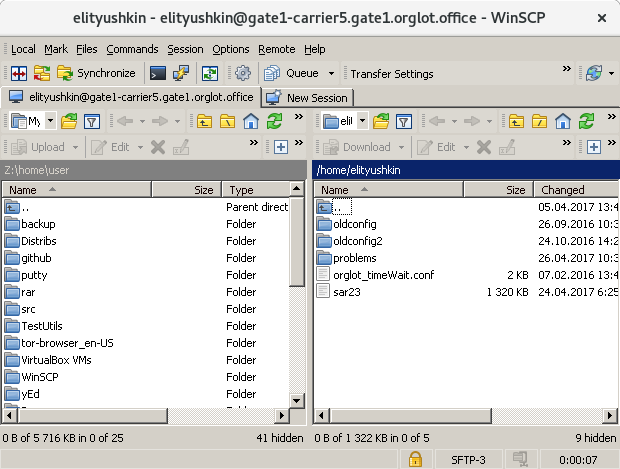 elityushkin - elityushkin@gate1-carrier5.gate1.orglot.office - WinSCP
Local Mark Files Commands Session Options Remote Help
Synchronize Queue Transfer Settings
elityushkin@gate1-carrier5.gate1.orglot.office New Session
My eli
Upload Edit Download Edit
Z:\home\user /home/elityushkin
Name Size Type Name Size Changed
.. Parent direct .. 05.04.2017 13:4
backup Folder oldconfig 26.09.2016 10:3
Distribs Folder oldconfig2 24.10.2016 14:2
github Folder problems 26.04.2017 10:3
putty Folder orglot_timeWait.conf 2 KB 07.02.2016 13:4
rar Folder sar23 1 320 KB 24.04.2017 6:25
src Folder
TestUtils Folder
tor-browser_en-US Folder
VirtualBox VMs Folder
WinSCP Folder
yEd Folder
0 B of 5 716 KB in 0 of 25 41 hidden 0 B of 1 322 KB in 0 of 5 9 hidden
SFTP-3 0:00:07